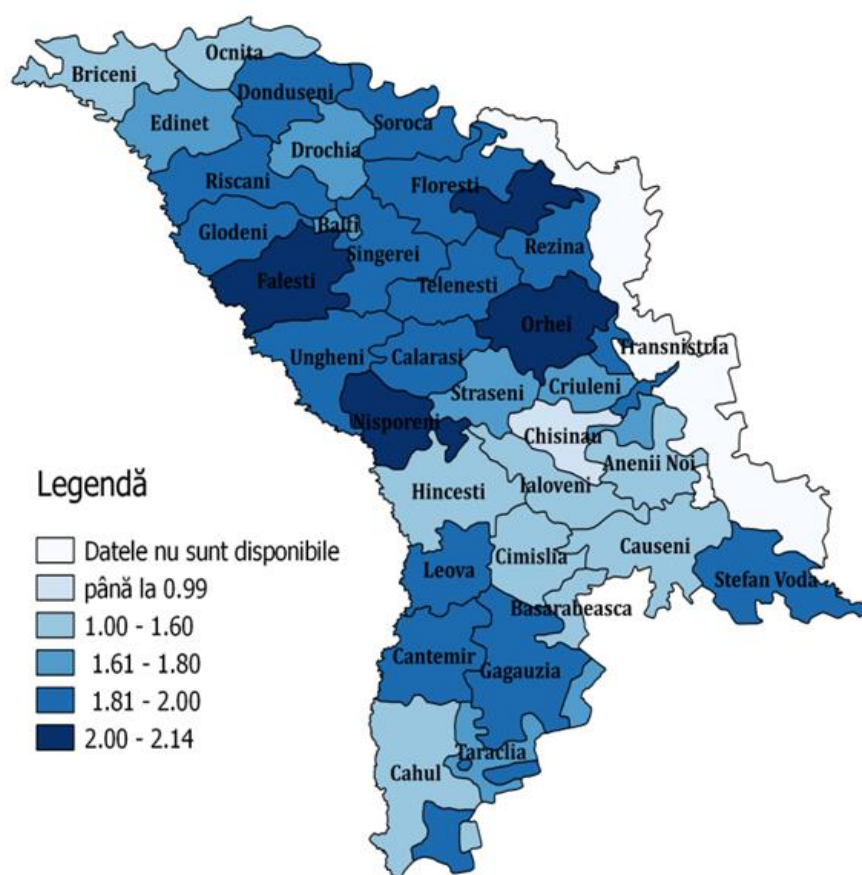 Ocnita
Briceni
Donduseni
Edinet
Soroca
Drochia
Riscani
Floresti
Balti
Glodeni
Rezina
Singerei
Falesti
Telenesti
Orhei
Transnistria
Ungheni
Calarasi
Straseni
Criuleni
Nisporeni
Chisinau
Anenii Noi
Hincesti
Ialoveni
Legendă
Datele nu sunt disponibile
până la 0.99
1.00 - 1.60
1.61 - 1.80
1.81 - 2.00
2.00 - 2.14
Causeni
Cimislia
Leova
Stefan Voda
Basarabeasca
Cantemir
Gagauzia
Taraclia
Cahul